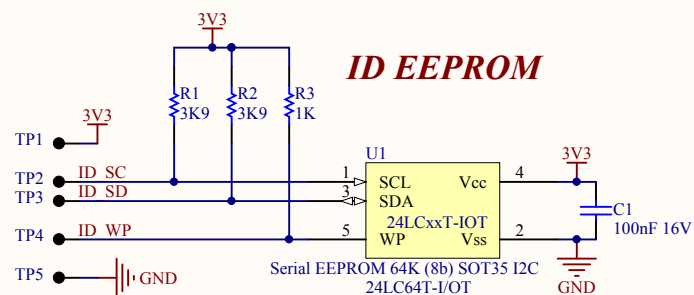 3V3
ID EEPROM
R1
3K9
R2
3K9
R3
1K
3V3
TP1
TP2 ID_SC
TP3 ID_SD
TP4 ID_WP
TP5 GND
U1
1 SCL Vcc 4
3 SDA
24LCxxT-IOT
5 WP Vss 2
Serial EEPROM 64K (8b) SOT35 I2C
24LC64T-I/OT
3V3
C1
100nF 16V
GND